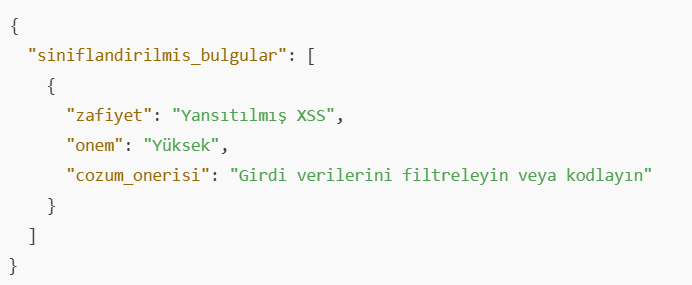 {
"siniflandirilmis_bulgular": [
{
"zafiyet": "Yansıtılmış XSS",
"onem": "Yüksek",
"cozum_onerisi": "Girdi verilerini filtreleyin veya kodlayın"
}
]
}